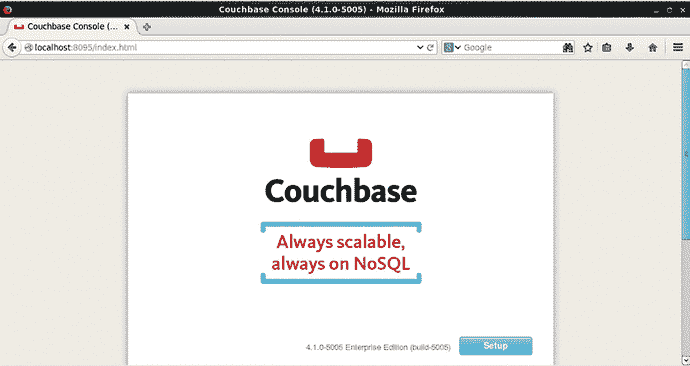 Couchbase Console (4.1.0-5005) - Mozilla Firefox
Couchbase Console (...
localhost:8095/index.html
Google
Couchbase
Always scalable,
always on NoSQL
4.1.0-5005 Enterprise Edition (build-5005)
Setup